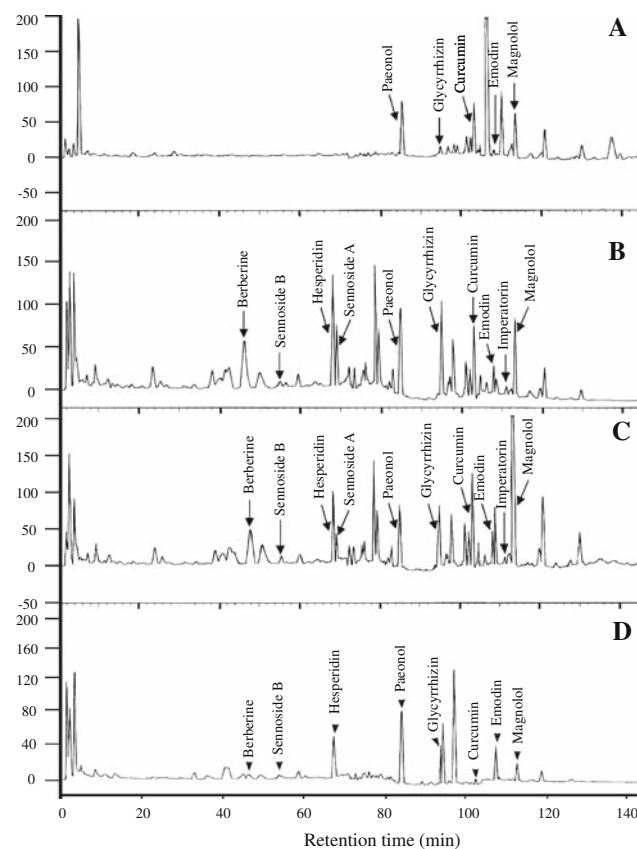 A
200
150
100
50
0
-50
Paeonol
Glycyrrhizin
Curcumin
Emodin
Magnolol
B
200
150
100
50
0
Berberine
Sennoside B
Hesperidin
Sennoside A
Paeonol
Glycyrrhizin
Curcumin
Emodin
Imperatorin
Magnolol
C
200
150
100
50
0
-50
Berberine
Sennoside B
Hesperidin
Sennoside A
Paeonol
Glycyrrhizin
Curcumin
Emodin
Imperatorin
Magnolol
D
200
160
120
80
40
0
Berberine
Sennoside B
Hesperidin
Paeonol
Glycyrrhizin
Curcumin
Emodin
Magnolol
0 20 40 60 80 100 120 140
Retention time (min)